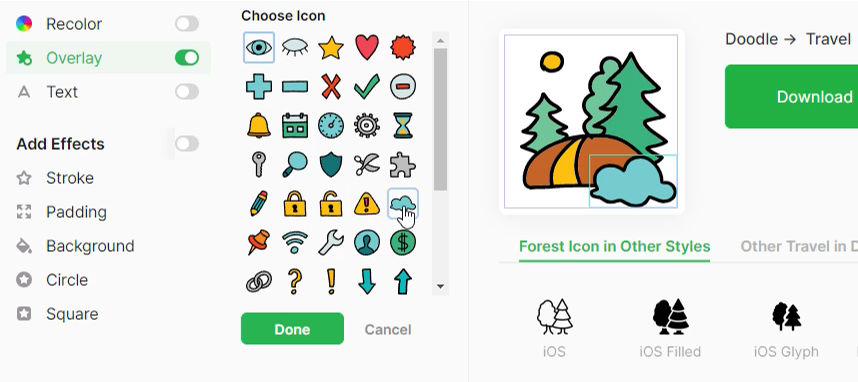 Recolor
Overlay
Text
Add Effects
Stroke
Padding
Background
Circle
Square
Choose Icon
Done
Cancel
Doodle → Travel
Download
Forest Icon in Other Styles
Other Travel in D
iOS
iOS Filled
iOS Glyph